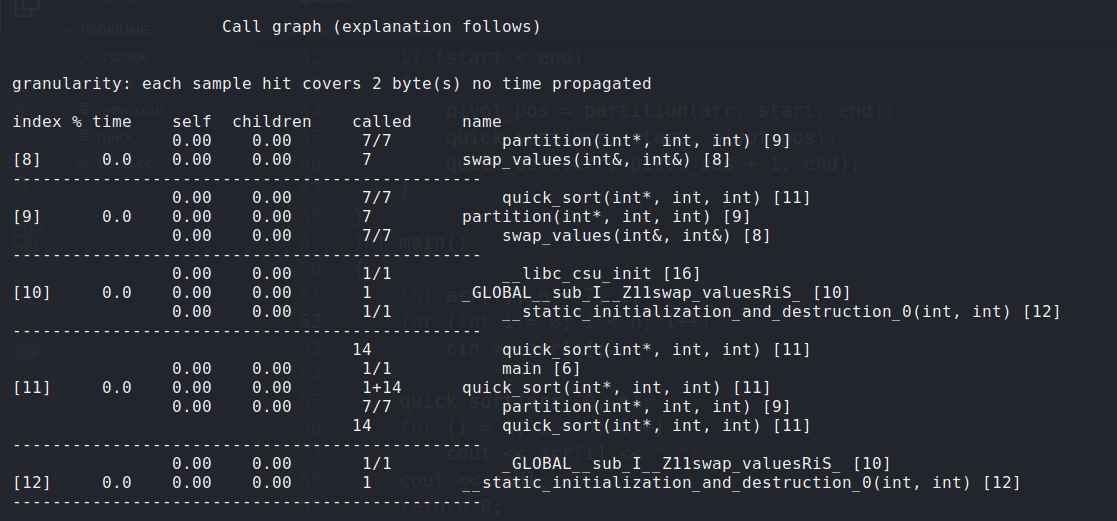 Call graph (explanation follows)
granularity: each sample hit covers 2 byte(s) no time propagated
index % time    self  children    called     name
                0.00    0.00       7/7           partition(int*, int, int) [9]
[8]      0.0    0.00    0.00       7         swap_values(int&, int&) [8]
-----------------------------------------------
                0.00    0.00       7/7           quick_sort(int*, int, int) [11]
[9]      0.0    0.00    0.00       7         partition(int*, int, int) [9]
                0.00    0.00       7/7           swap_values(int&, int&) [8]
-----------------------------------------------
                0.00    0.00       1/1           __libc_csu_init [16]
[10]     0.0    0.00    0.00       1         _GLOBAL__sub_I__Z11swap_valuesRiS_ [10]
                0.00    0.00       1/1           __static_initialization_and_destruction_0(int, int) [12]
-----------------------------------------------
                                  14             quick_sort(int*, int, int) [11]
                0.00    0.00       1/1           main [6]
[11]     0.0    0.00    0.00       1+14      quick_sort(int*, int, int) [11]
                0.00    0.00       7/7           partition(int*, int, int) [9]
                                  14             quick_sort(int*, int, int) [11]
-----------------------------------------------
                0.00    0.00       1/1           _GLOBAL__sub_I__Z11swap_valuesRiS_ [10]
[12]     0.0    0.00    0.00       1         __static_initialization_and_destruction_0(int, int) [12]
-----------------------------------------------